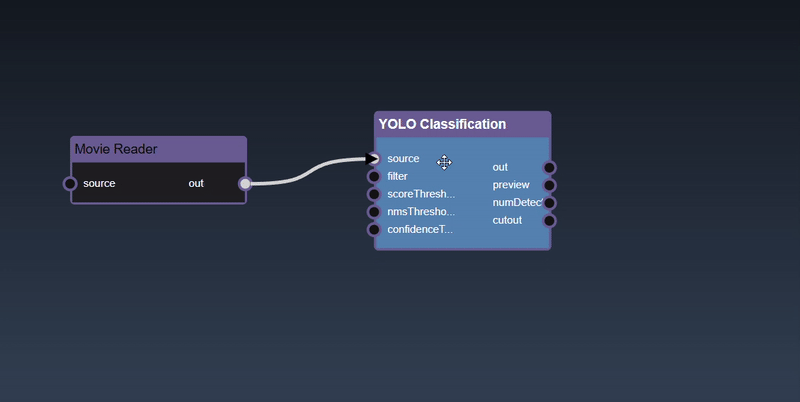 YOLO Classification
Movie Reader
source
out
source
filter
scoreThresh...
nmsThresho...
confidenceT...
out
preview
numDetec
cutout